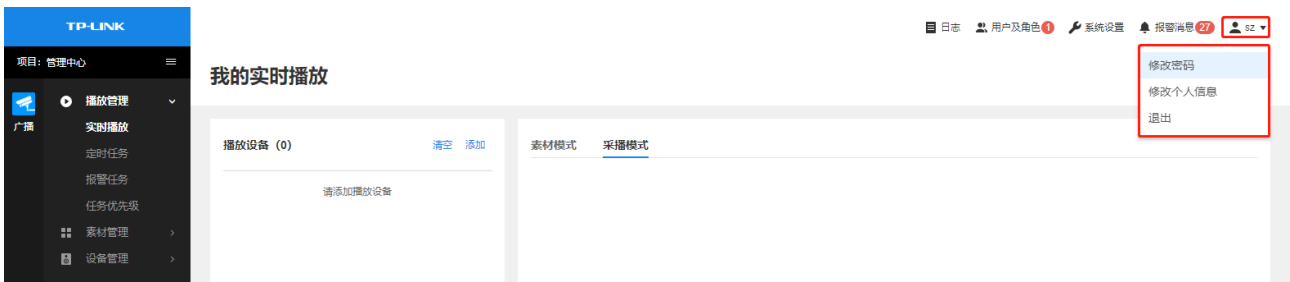 TP-LINK
日志 用户及角色 1 系统设置 报警消息 27 sz
项目: 管理中心
我的实时播放
修改密码
修改个人信息
退出
广播
播放管理
实时播放
定时任务
报警任务
任务优先级
素材管理
设备管理
播放设备 (0) 清空 添加
请添加播放设备
素材模式 采播模式